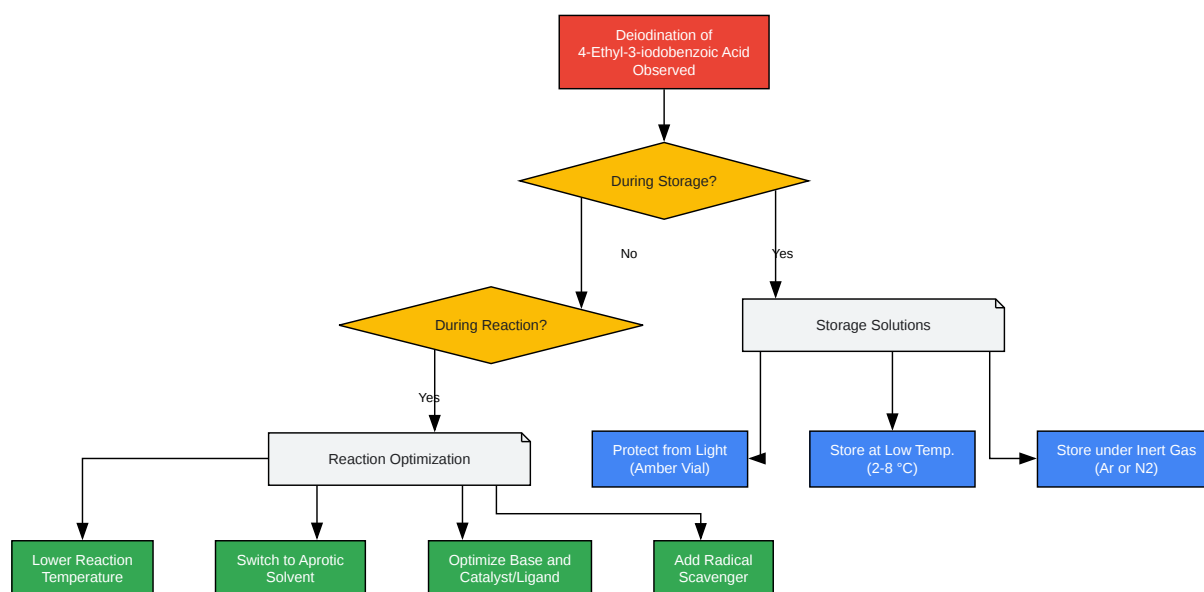 Deiodination of
4-Ethyl-3-iodobenzoic Acid
Observed
During Storage?
No
Yes
During Reaction?
Storage Solutions
Yes
Reaction Optimization
Protect from Light
(Amber Vial)
Store at Low Temp.
(2-8 °C)
Store under Inert Gas
(Ar or N2)
Lower Reaction
Temperature
Switch to Aprotic
Solvent
Optimize Base and
Catalyst/Ligand
Add Radical
Scavenger